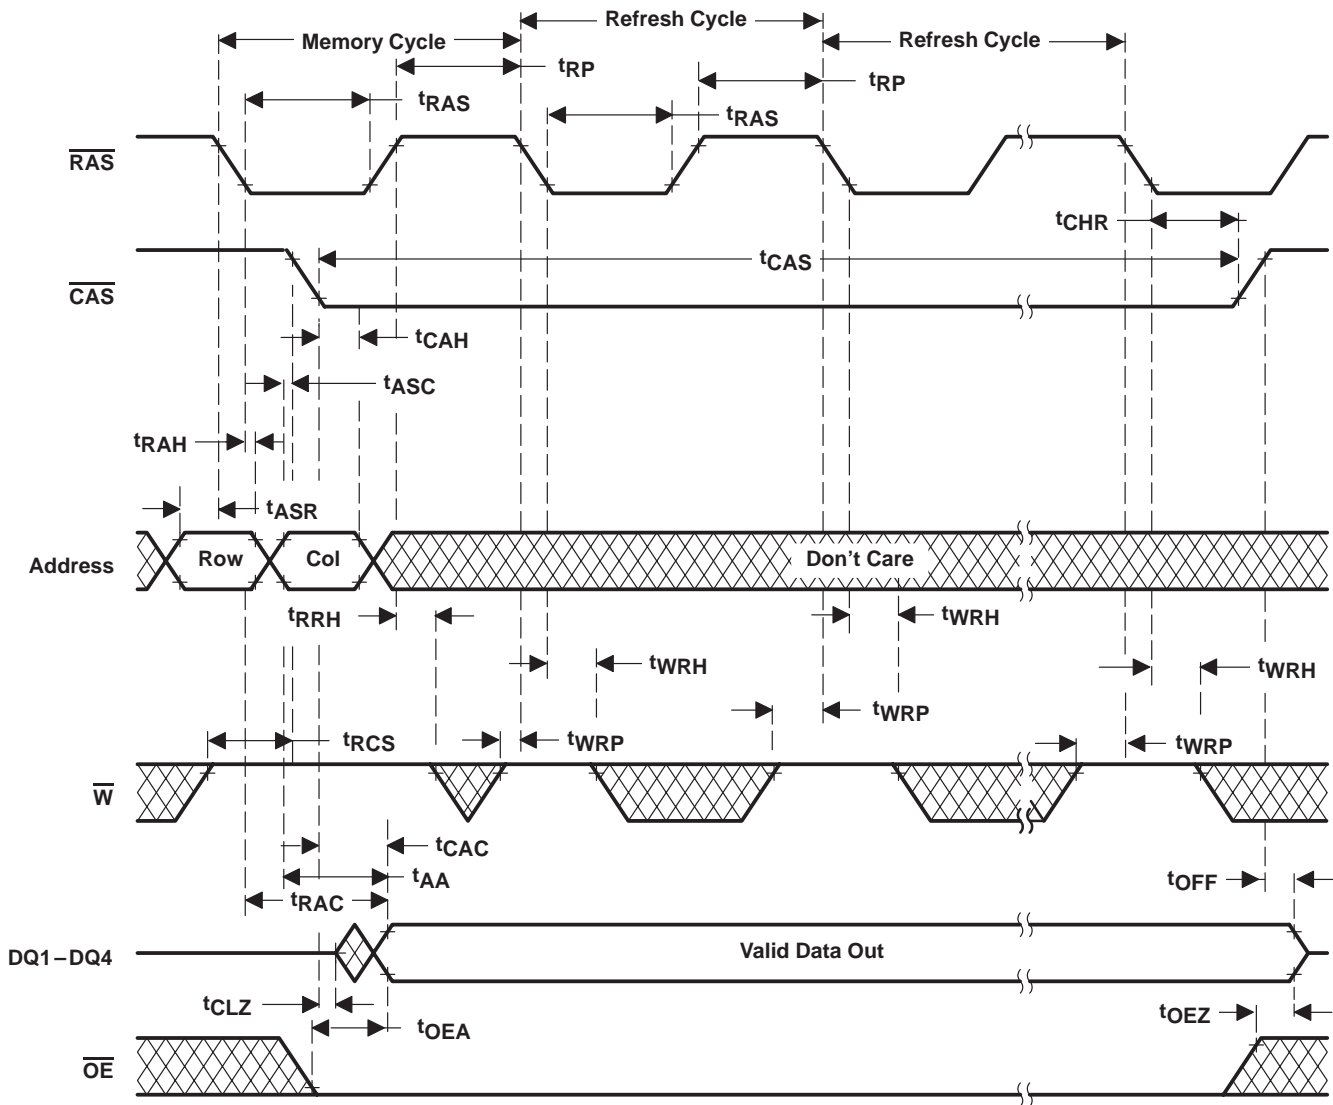 Refresh Cycle
Memory Cycle
Refresh Cycle
tRP
tRP
tRAS
tRAS
RAS
tCHR
tCAS
CAS
tCAH
tASC
tRAH
tASR
Address
Row
Col
Don't Care
tRRH
tWRH
tWRH
tWRH
tWRP
tRCS
tWRP
tWRP
W
tCAC
tAA
tOFF
tRAC
DQ1–DQ4
Valid Data Out
tCLZ
tOEZ
tOEA
OE